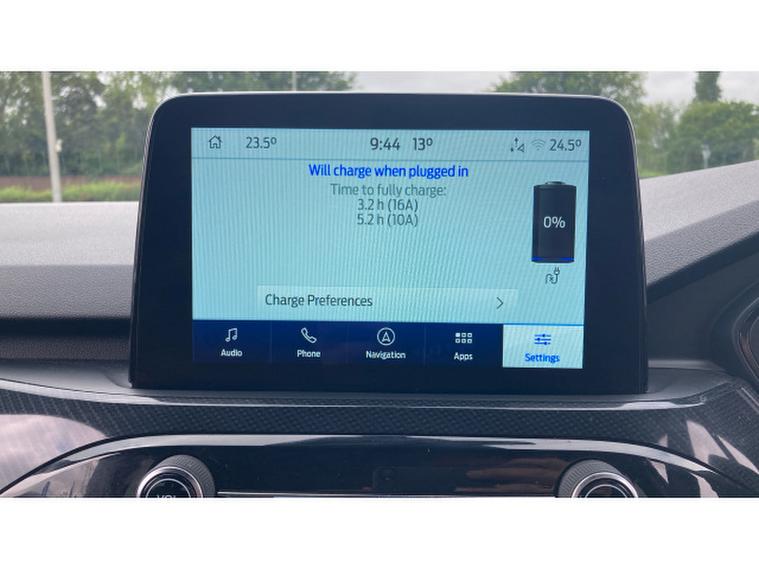 23.5° 9:44 13° 24.5°
Will charge when plugged in
Time to fully charge:
3.2 h (16A)
5.2 h (10A)
0%
Charge Preferences
Audio Phone Navigation Apps Settings
VOL